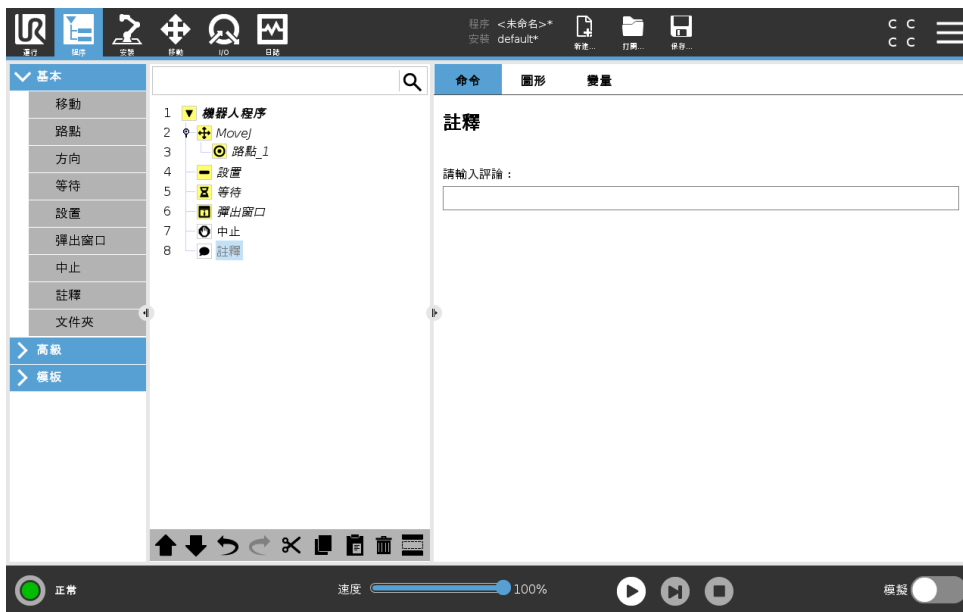 UR
運行
程序
安裝
移動
I/O
日誌
程序 <未命名>*
安裝 default*
新建...
打開...
保存...
C C
C C
基本
移動
路點
方向
等待
設置
彈出窗口
中止
註釋
文件夾
高級
模板
1 機器人程序
2 MoveJ
3 路點_1
4 設置
5 等待
6 彈出窗口
7 中止
8 註釋
命令
圖形
變量
註釋
請輸入評論：
正常
速度
100%
模擬